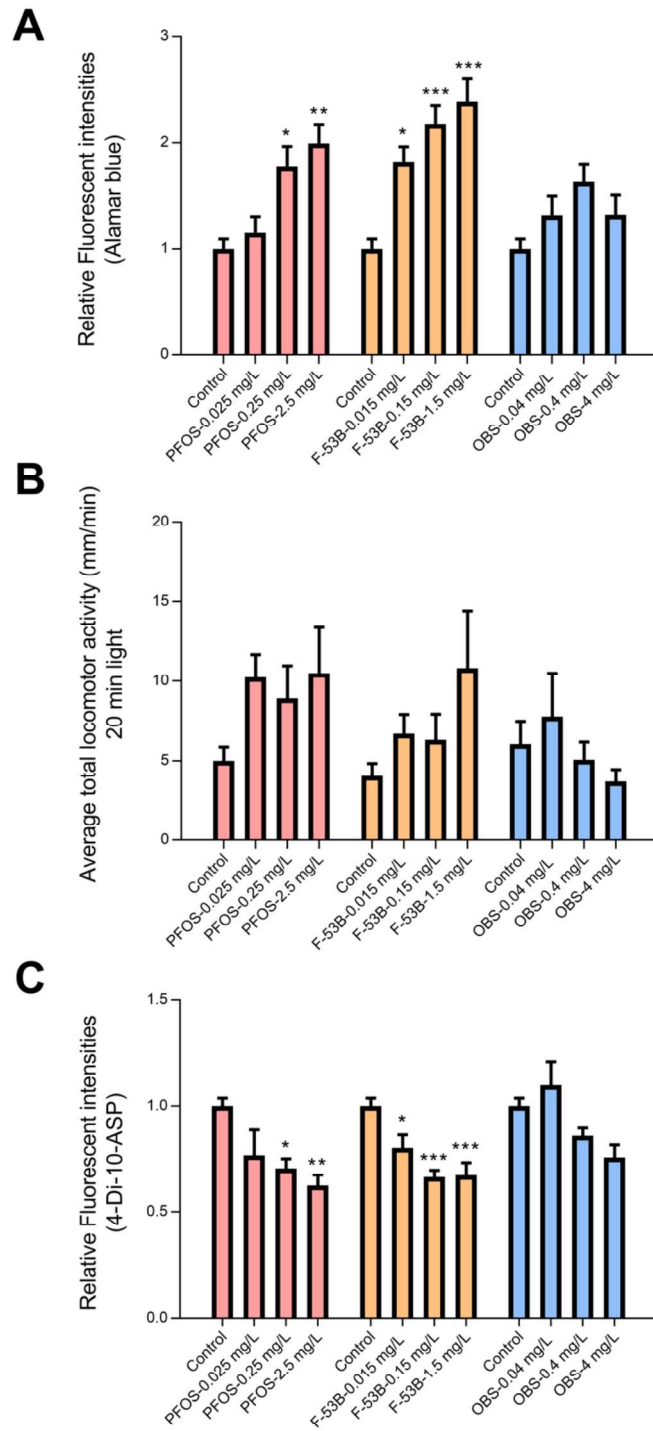 A
Relative Fluorescent intensities
(Alamar blue)
3
2
1
0
*
**
*
***
***
Control
PFOS-0.025 mg/L
PFOS-0.25 mg/L
PFOS-2.5 mg/L
Control
F-53B-0.015 mg/L
F-53B-0.15 mg/L
F-53B-1.5 mg/L
Control
OBS-0.04 mg/L
OBS-0.4 mg/L
OBS-4 mg/L
B
Average total locomotor activity (mm/min)
20 min light
20
15
10
5
0
Control
PFOS-0.025 mg/L
PFOS-0.25 mg/L
PFOS-2.5 mg/L
Control
F-53B-0.015 mg/L
F-53B-0.15 mg/L
F-53B-1.5 mg/L
Control
OBS-0.04 mg/L
OBS-0.4 mg/L
OBS-4 mg/L
C
Relative Fluorescent intensities
(4-Di-10-ASP)
1.5
1.0
0.5
0.0
*
**
*
***
***
Control
PFOS-0.025 mg/L
PFOS-0.25 mg/L
PFOS-2.5 mg/L
Control
F-53B-0.015 mg/L
F-53B-0.15 mg/L
F-53B-1.5 mg/L
Control
OBS-0.04 mg/L
OBS-0.4 mg/L
OBS-4 mg/L